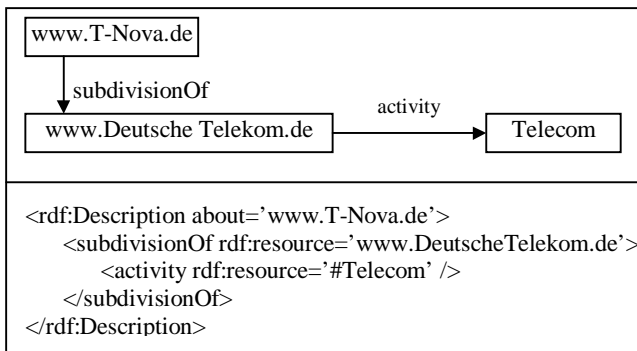 www.T-Nova.de
subdivisionOf
activity
www.Deutsche Telekom.de
Telecom
<rdf:Description about=’www.T-Nova.de’>
<subdivisionOf rdf:resource=’www.DeutscheTelekom.de’>
<activity rdf:resource=’#Telecom’ />
</subdivisionOf>
</rdf:Description>